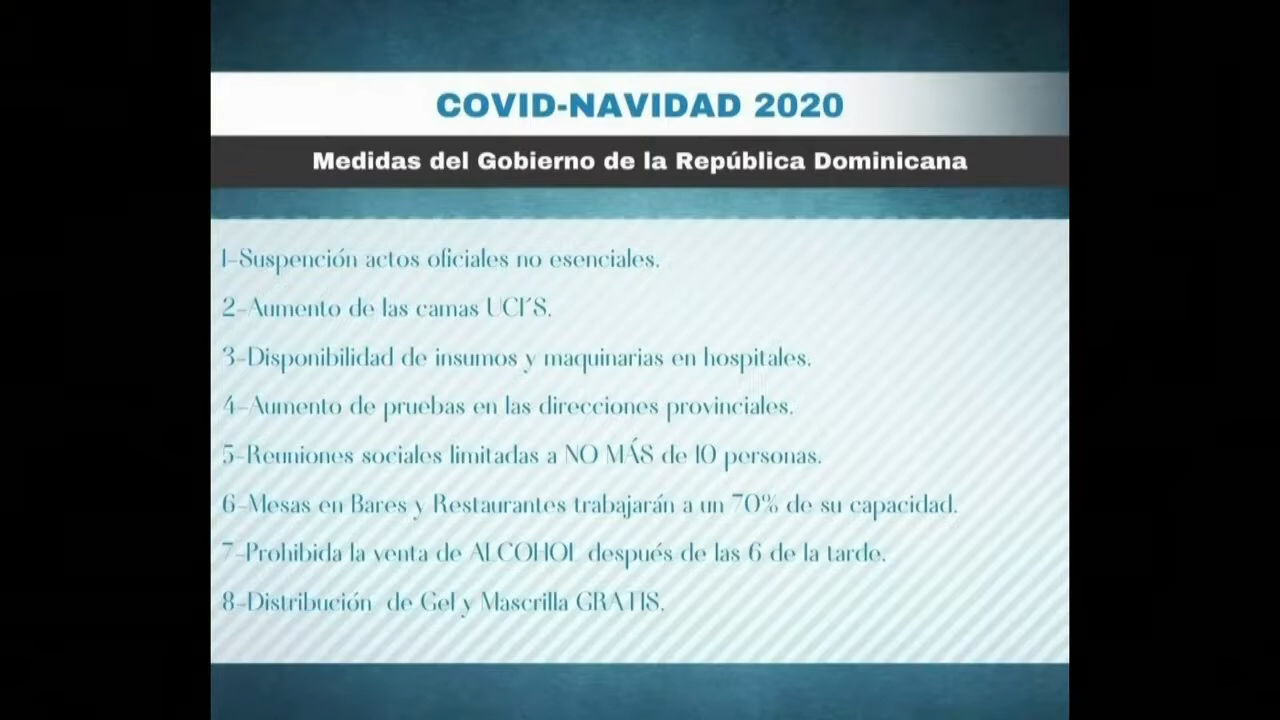 COVID-NAVIDAD 2020
Medidas del Gobierno de la República Dominicana
1-Suspención actos oficiales no esenciales.
2-Aumento de las camas UCI´S.
3-Disponibilidad de insumos y maquinarias en hospitales.
4-Aumento de pruebas en las direcciones provinciales.
5-Reuniones sociales limitadas a NO MÁS de 10 personas.
6-Mesas en Bares y Restaurantes trabajarán a un 70% de su capacidad.
7-Prohibida la venta de ALCOHOL después de las 6 de la tarde.
8-Distribución de Gel y Mascrilla GRATIS.